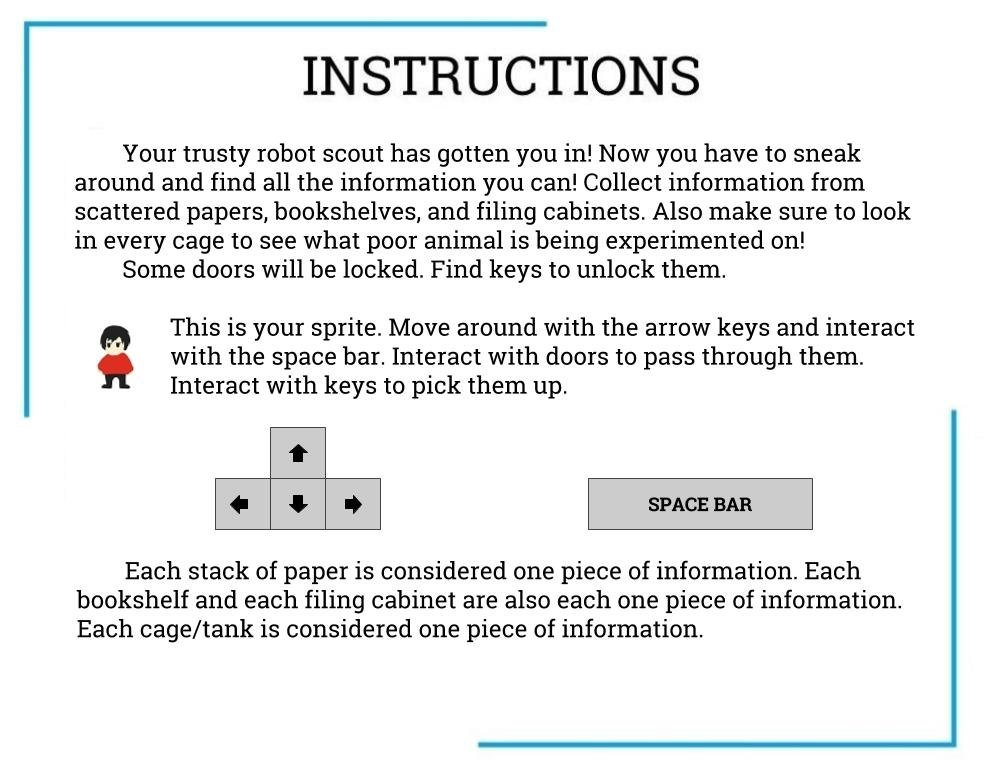 INSTRUCTIONS
Your trusty robot scout has gotten you in! Now you have to sneak
around and find all the information you can! Collect information from
scattered papers, bookshelves, and filing cabinets. Also make sure to look
in every cage to see what poor animal is being experimented on!
Some doors will be locked. Find keys to unlock them.
This is your sprite. Move around with the arrow keys and interact
with the space bar. Interact with doors to pass through them.
Interact with keys to pick them up.
SPACE BAR
Each stack of paper is considered one piece of information. Each
bookshelf and each filing cabinet are also each one piece of information.
Each cage/tank is considered one piece of information.